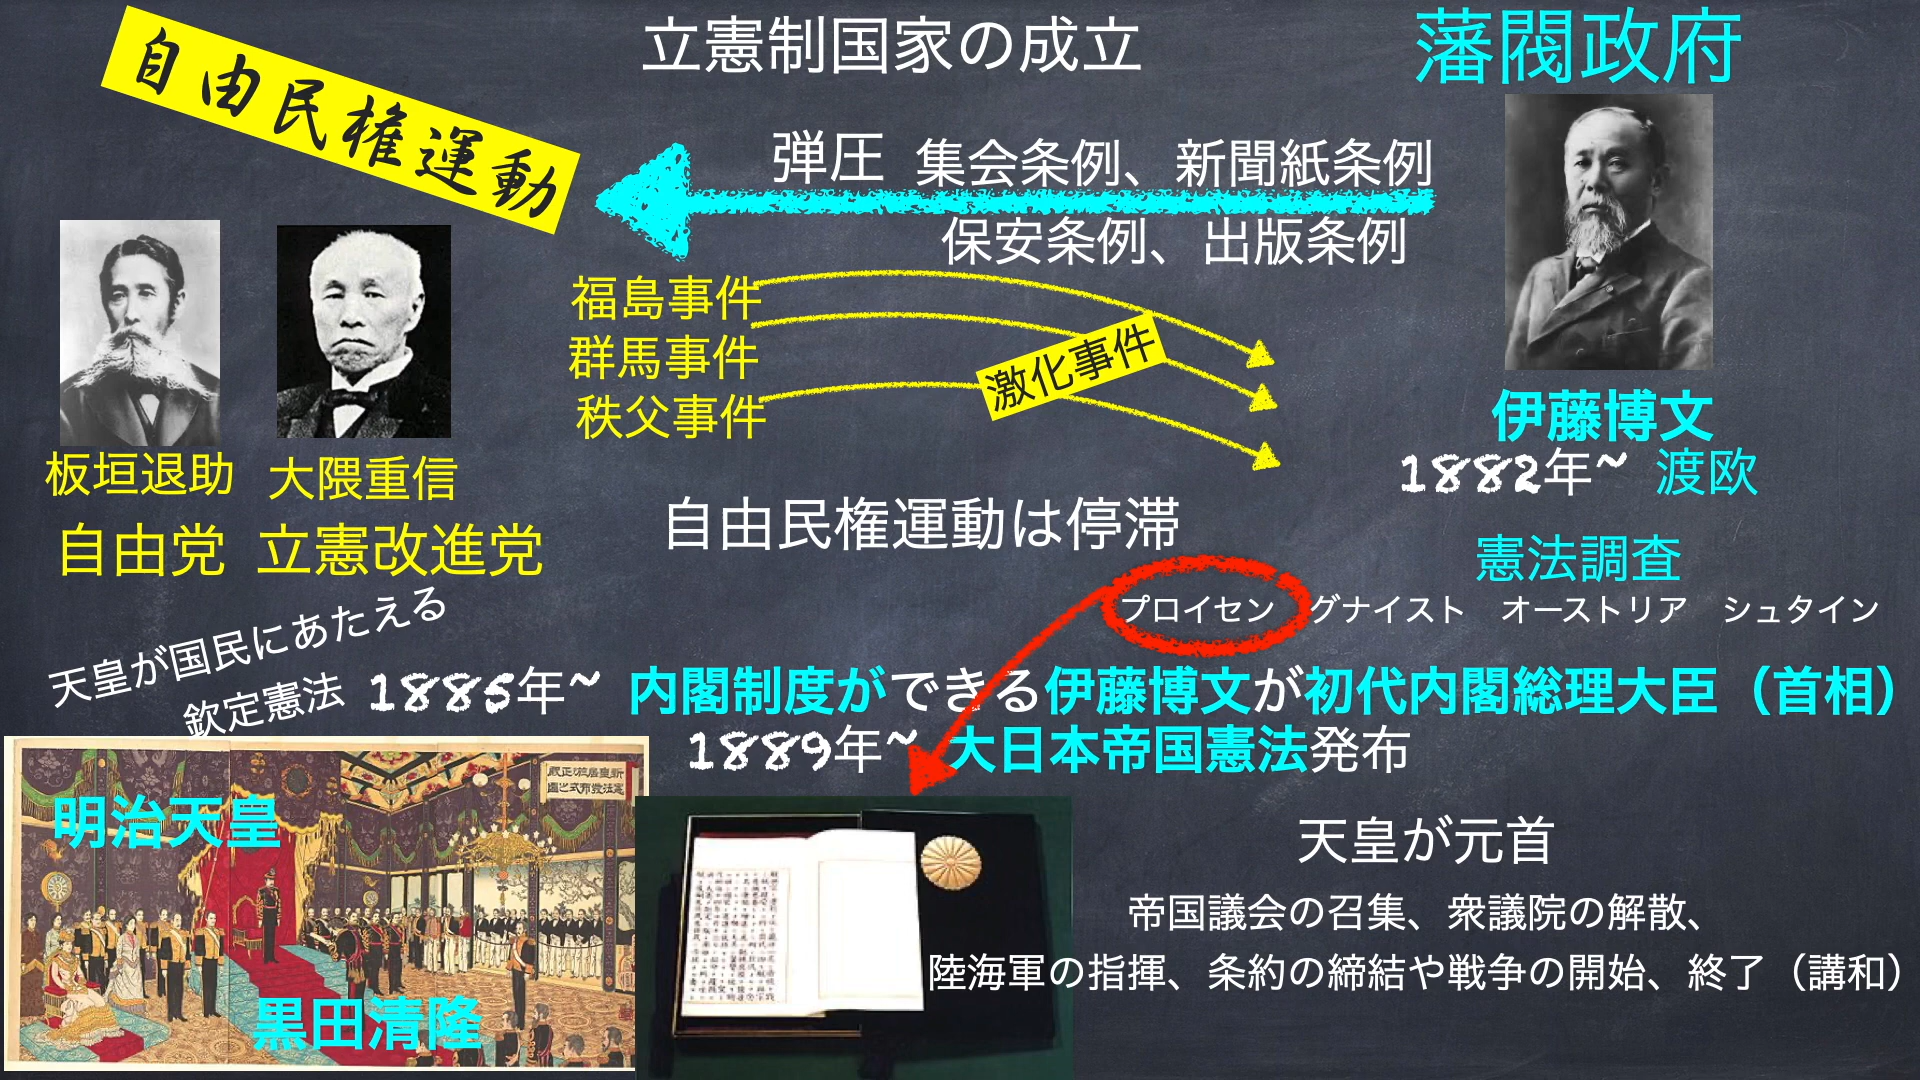 自由民権運動
立憲制国家の成立
藩閥政府
弾圧 集会条例、新聞紙条例
保安条例、出版条例
福島事件
群馬事件
秩父事件
激化事件
板垣退助 大隈重信
自由党 立憲改進党
伊藤博文
1882年~ 渡欧
自由民権運動は停滞
憲法調査
プロイセン グナイスト オーストリア シュタイン
天皇が国民にあたえる
欽定憲法
1885年~ 内閣制度ができる伊藤博文が初代内閣総理大臣（首相）
1889年~ 大日本帝国憲法発布
明治天皇
黒田清隆
天皇が元首
帝国議会の召集、衆議院の解散、
陸海軍の指揮、条約の締結や戦争の開始、終了（講和）